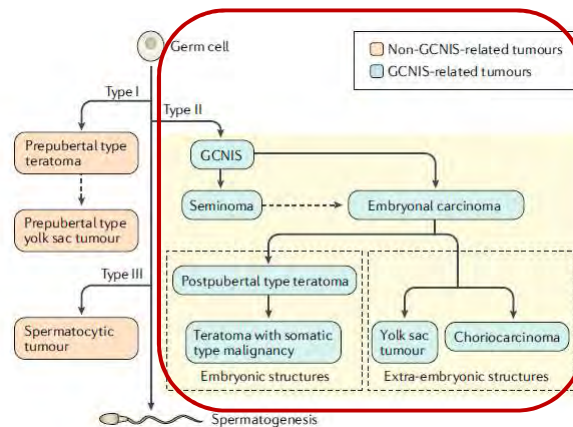 Germ cell
Non-GCNIS-related tumours
GCNIS-related tumours
Type I
Type II
Prepubertal type
teratoma
GCNIS
Seminoma
Embryonal carcinoma
Prepubertal type
yolk sac tumour
Type III
Postpubertal type teratoma
Spermatocytic
tumour
Teratoma with somatic
type malignancy
Yolk sac
tumour
Choriocarcinoma
Embryonic structures
Extra-embryonic structures
Spermatogenesis